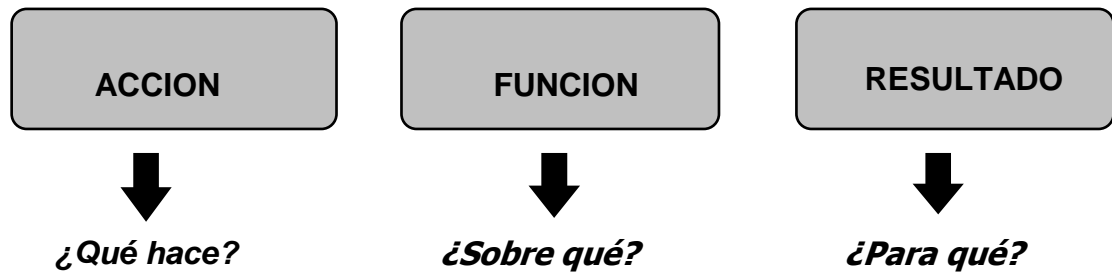 ACCION
FUNCION
RESULTADO
¿Qué hace?
¿Sobre qué?
¿Para qué?